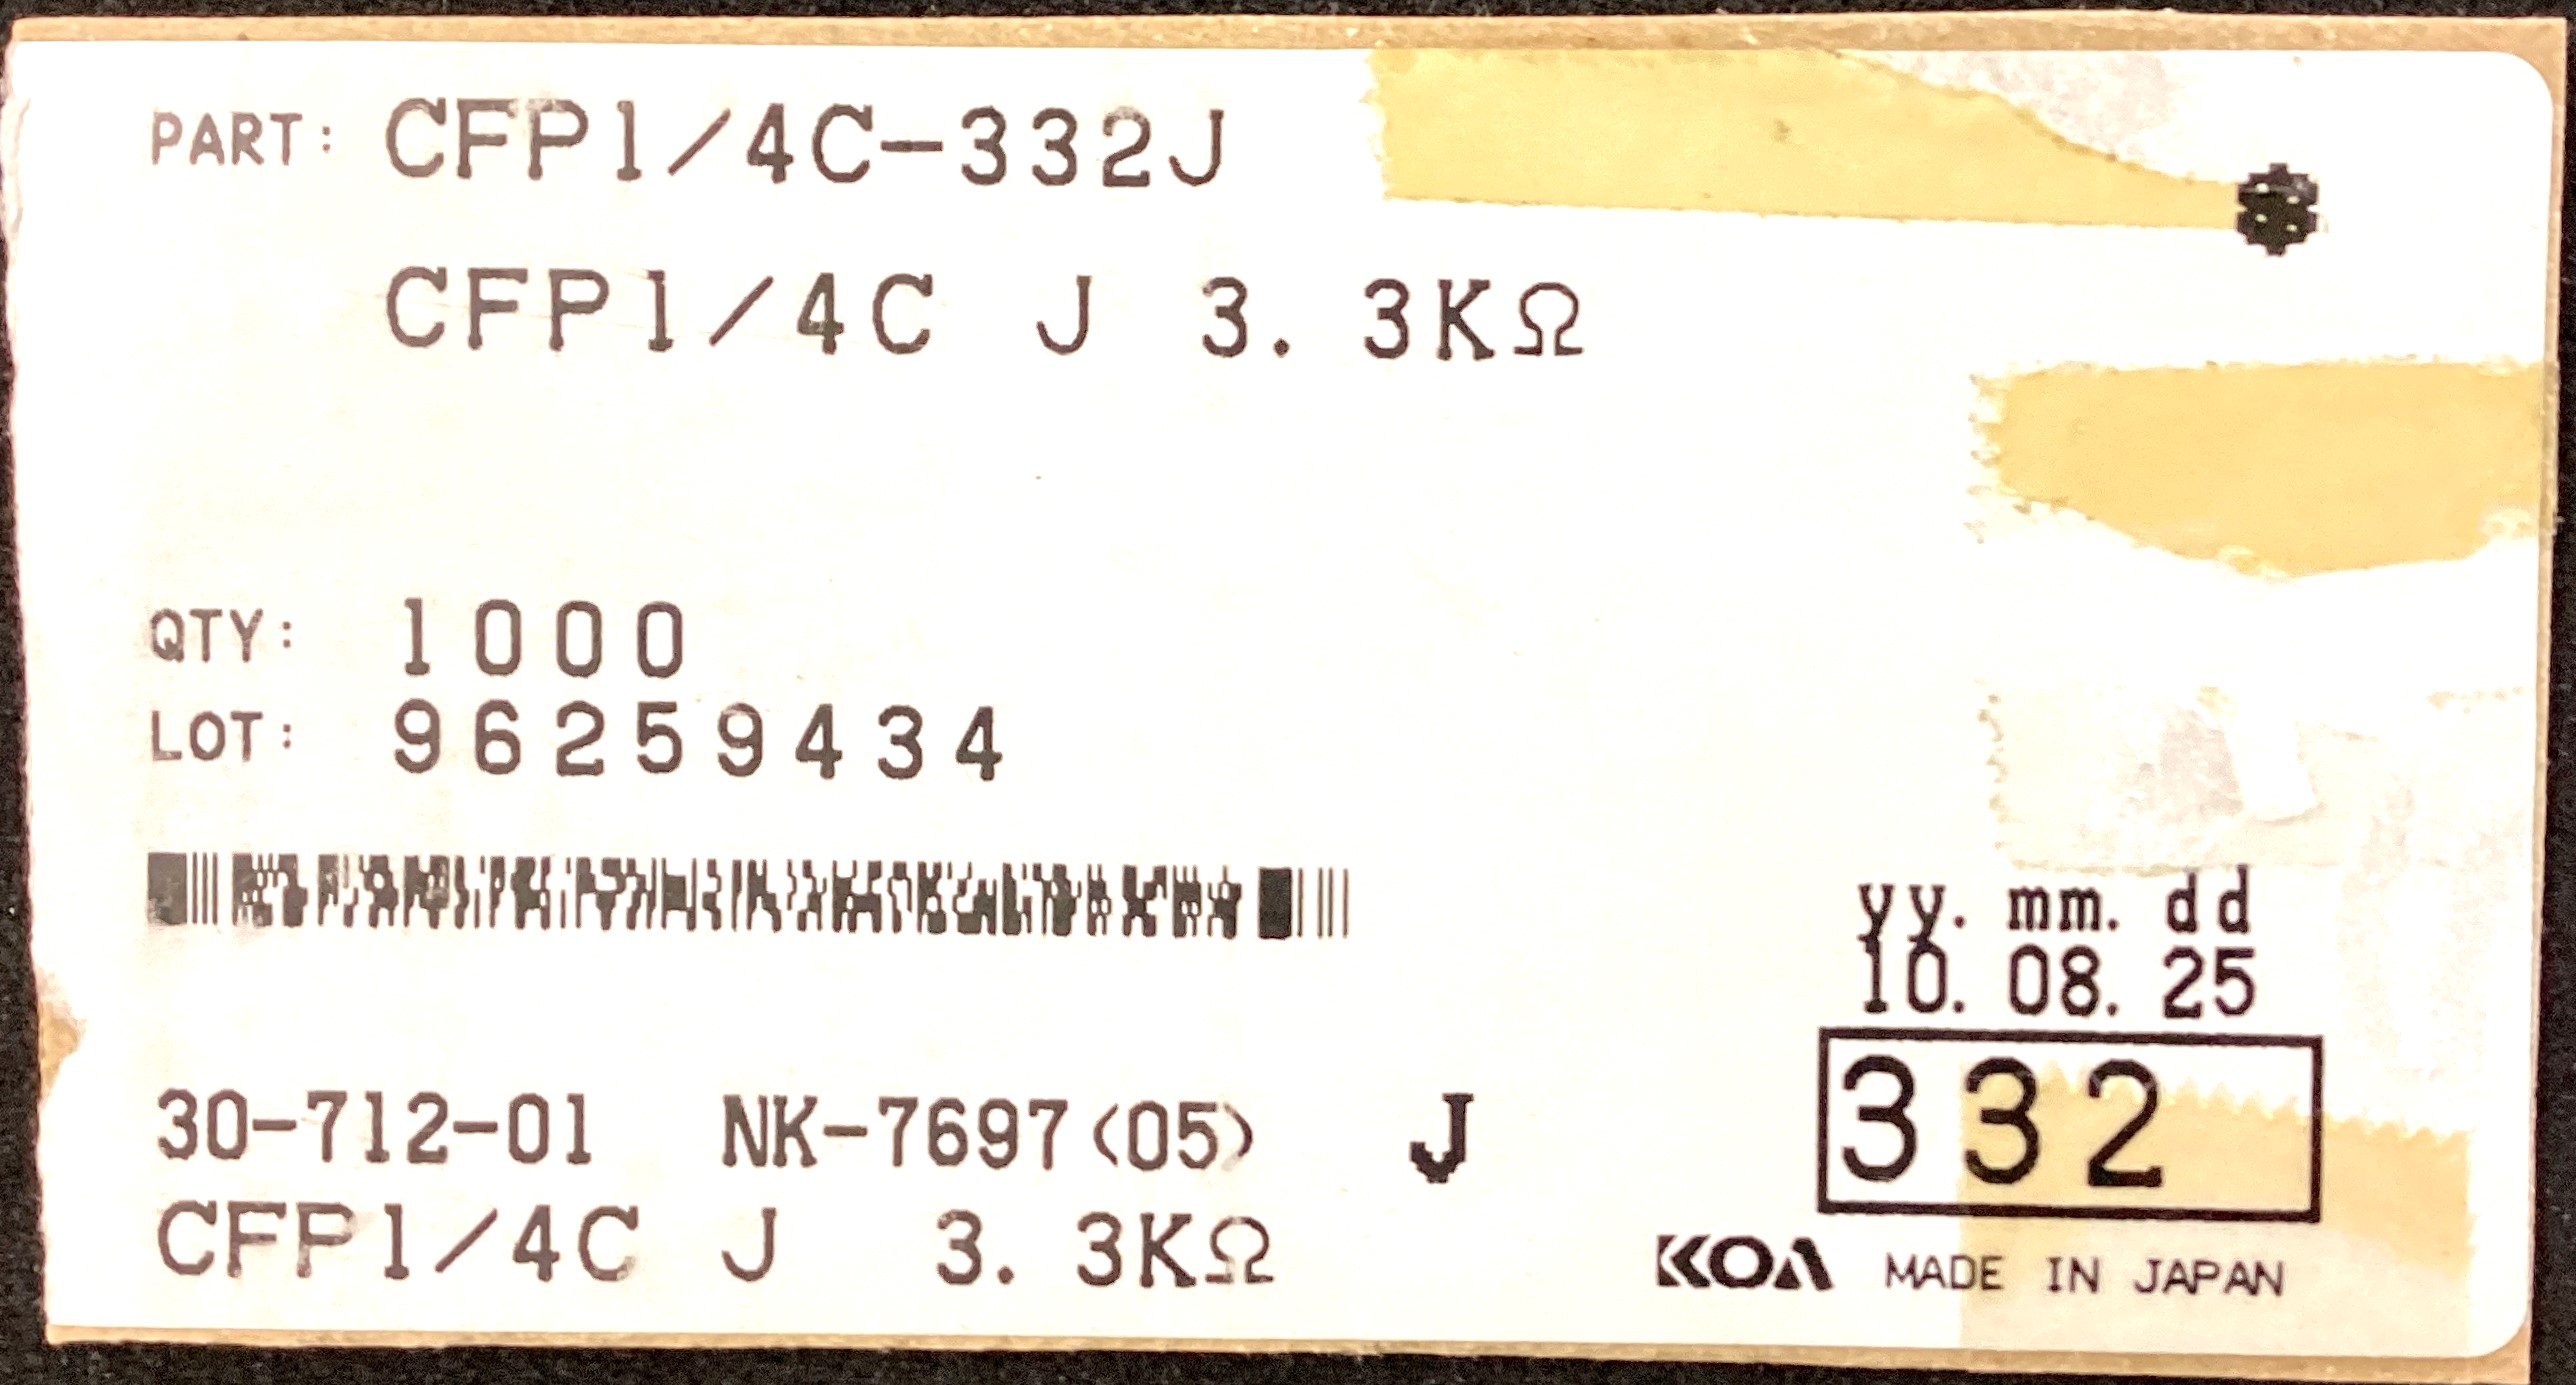 PART: CFP1/4C-332J
CFP1/4C J 3.3KΩ
QTY: 1000
LOT: 96259434
yy. mm. dd
10. 08. 25
30-712-01 NK-7697<05> J
332
CFP1/4C J 3.3KΩ
KOA MADE IN JAPAN